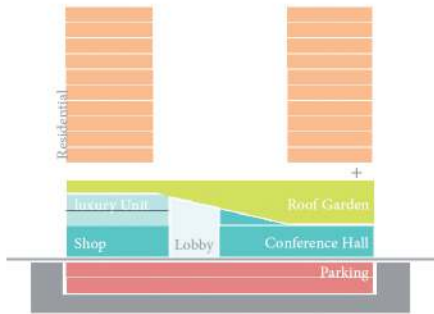 Residential
+
luxury Unit
Roof Garden
Shop
Lobby
Conference Hall
Parking